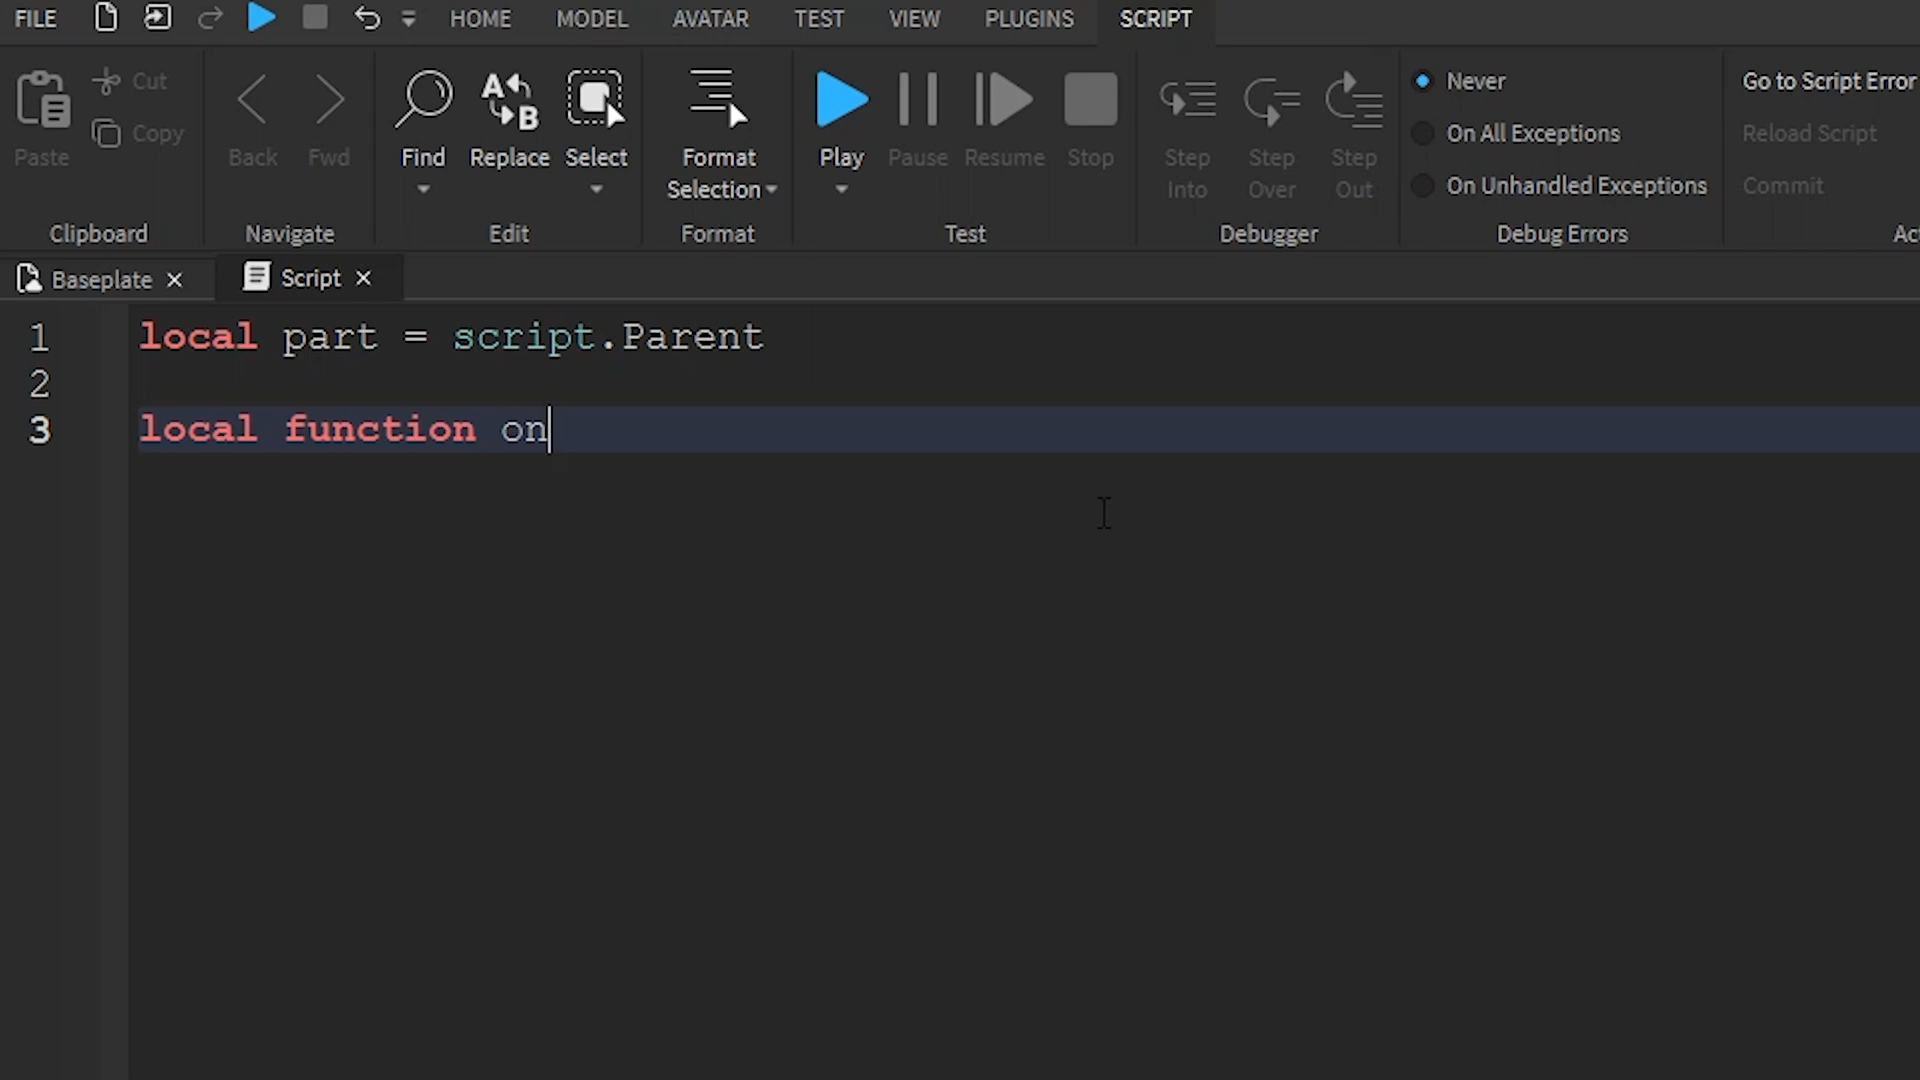 FILE HOME MODEL AVATAR TEST VIEW PLUGINS SCRIPT
Paste
Cut
Copy
Clipboard
Back Fwd
Navigate
Find Replace Select
Edit
Format
Selection
Format
Play Pause Resume Stop
Test
Step
Into
Step
Over
Step
Out
Debugger
Never
On All Exceptions
On Unhandled Exceptions
Debug Errors
Go to Script Error
Reload Script
Commit
Act
Baseplate
Script
1 local part = script.Parent
2
3 local function on